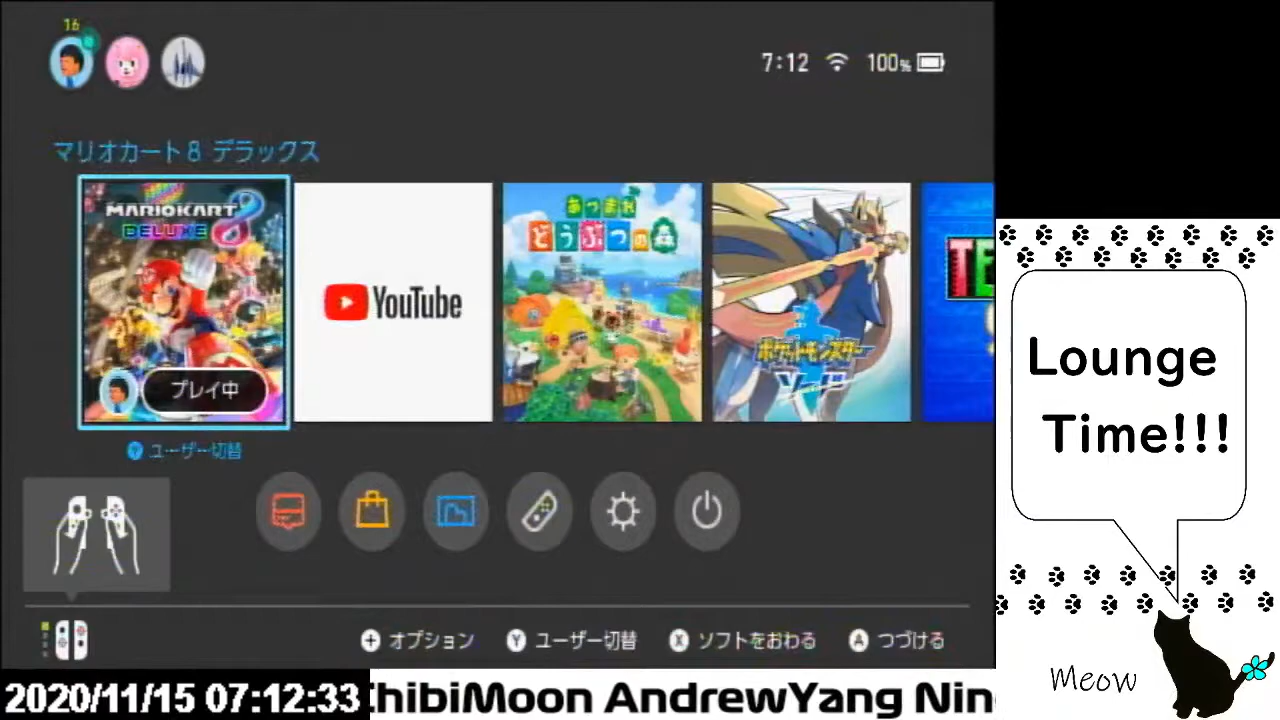 16
7:12 100%
マリオカート8 デラックス
MARIOKART 8
DELUXE
プレイ中
YouTube
あつまれ
どうぶつの森
ポケットモンスター
TE
Y ユーザー切替
+ オプション Y ユーザー切替 X ソフトをおわる A つづける
Lounge
Time!!!
Meow
2020/11/15 07:12:33
ChibiMoon AndrewYang Nin